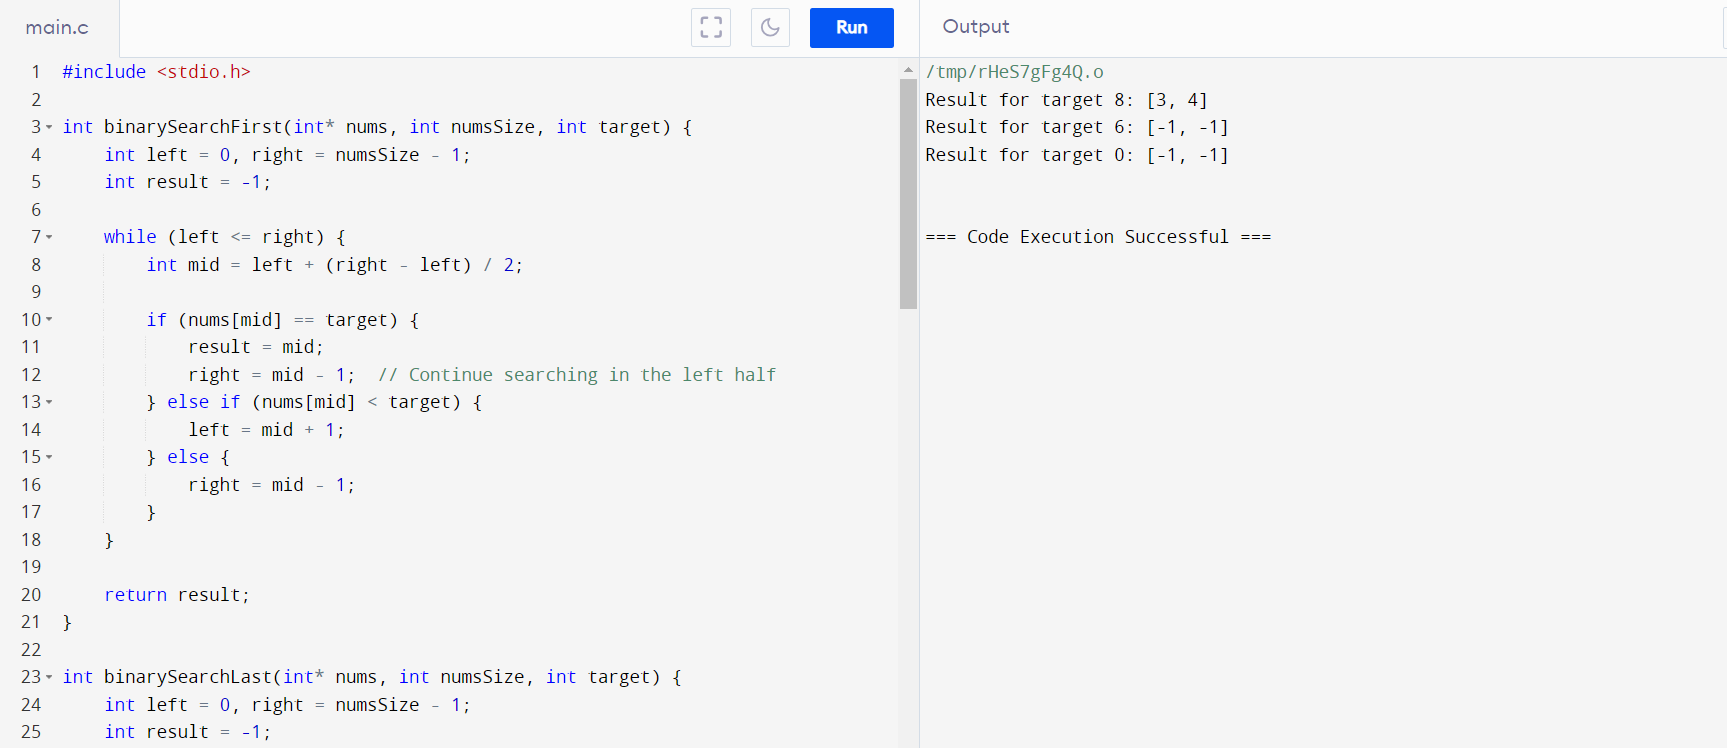 main.c
Run
1 #include <stdio.h>
2
3 int binarySearchFirst(int* nums, int numsSize, int target) {
4     int left = 0, right = numsSize - 1;
5     int result = -1;
6
7     while (left <= right) {
8         int mid = left + (right - left) / 2;
9
10         if (nums[mid] == target) {
11             result = mid;
12             right = mid - 1;  // Continue searching in the left half
13         } else if (nums[mid] < target) {
14             left = mid + 1;
15         } else {
16             right = mid - 1;
17         }
18     }
19
20     return result;
21 }
22
23 int binarySearchLast(int* nums, int numsSize, int target) {
24     int left = 0, right = numsSize - 1;
25     int result = -1;
Output
/tmp/rHeS7gFg4Q.o
Result for target 8: [3, 4]
Result for target 6: [-1, -1]
Result for target 0: [-1, -1]
=== Code Execution Successful ===